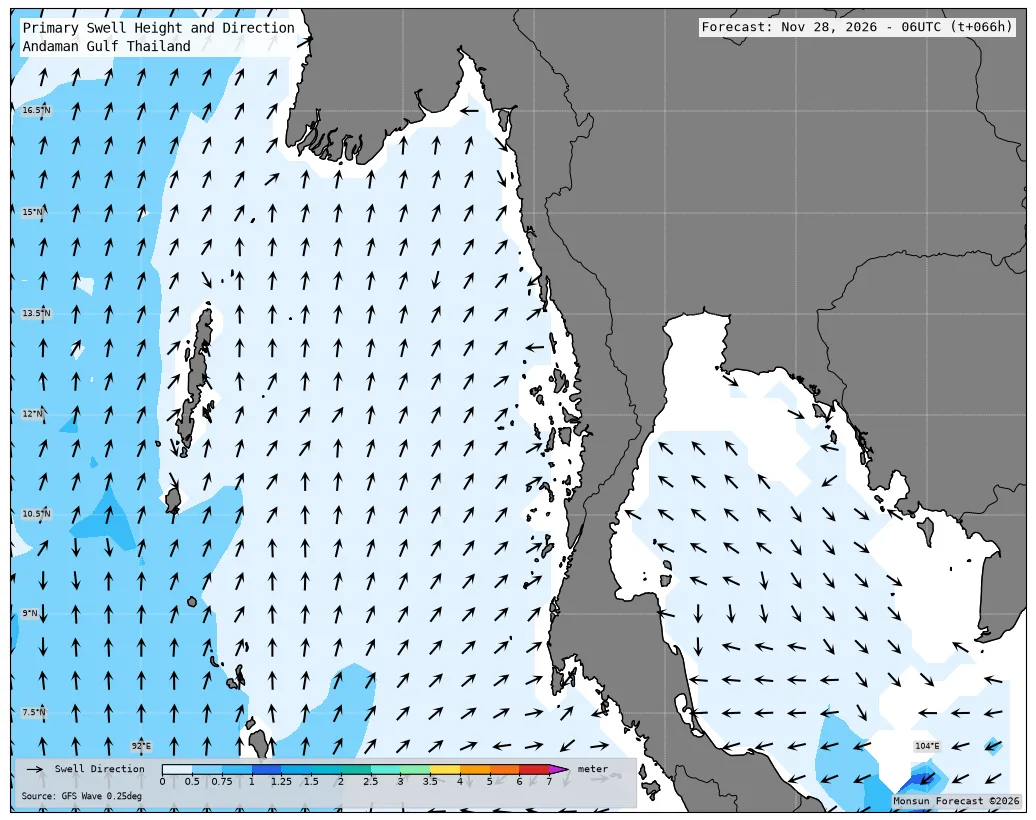 Primary Swell Height and Direction
Andaman Gulf Thailand
Forecast: Nov 28, 2026 - 06UTC (t+066h)
16.5°N
15°N
13.5°N
12°N
10.5°N
9°N
7.5°N
92°E
104°E
Swell Direction
meter
0 0.5 0.75 1 1.25 1.5 2 2.5 3 3.5 4 5 6 7
Source: GFS Wave 0.25deg
Monsun Forecast ©2026